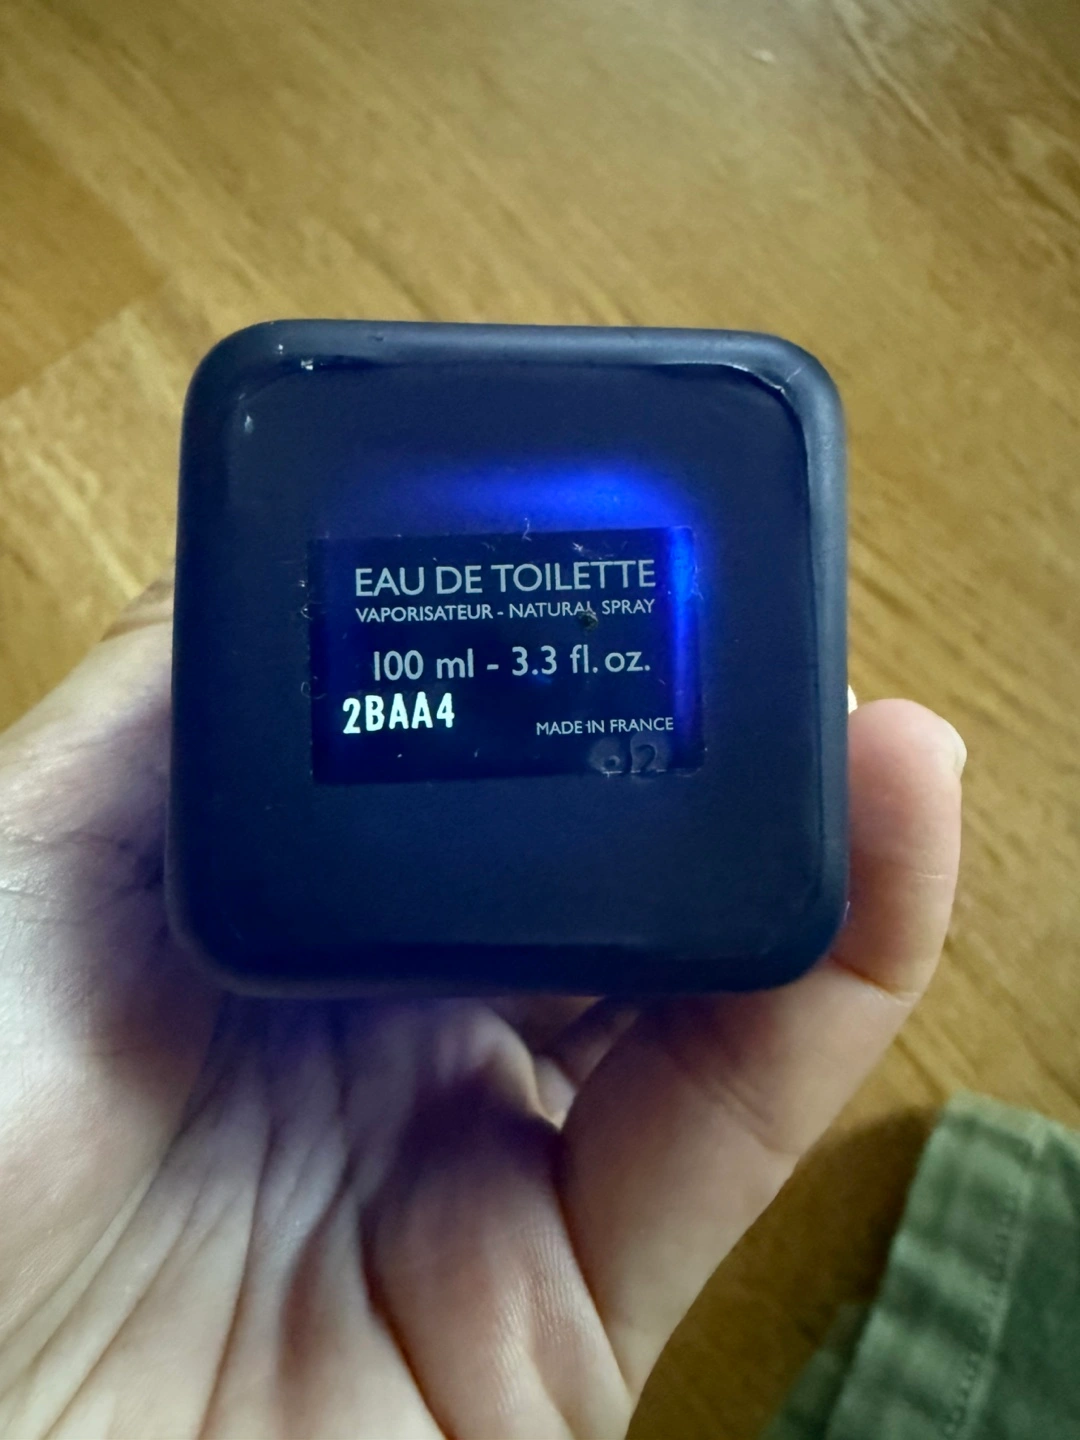 EAU DE TOILETTE
VAPORISATEUR - NATURAL SPRAY
100 ml - 3.3 fl. oz.
2BAA4
MADE IN FRANCE